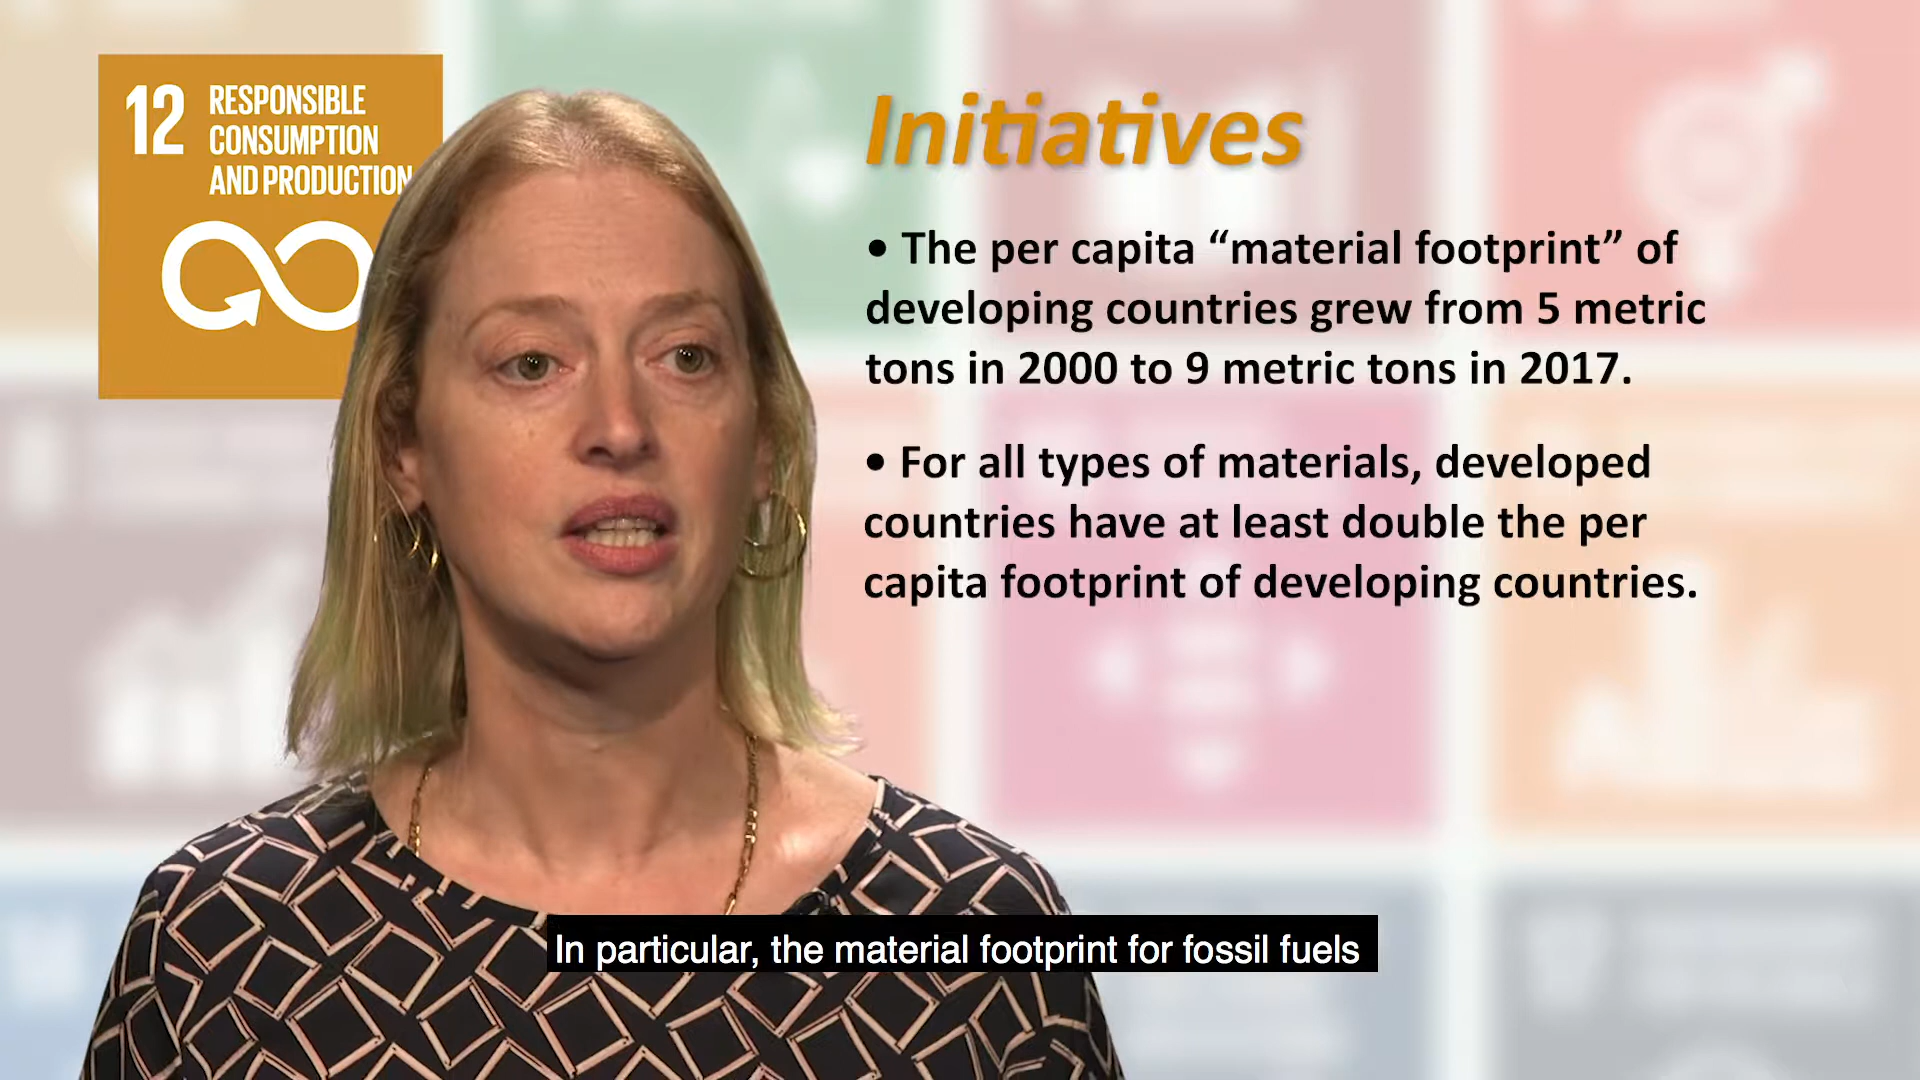 12 RESPONSIBLE
CONSUMPTION
AND PRODUCTION
Initiatives
• The per capita “material footprint” of
developing countries grew from 5 metric
tons in 2000 to 9 metric tons in 2017.
• For all types of materials, developed
countries have at least double the per
capita footprint of developing countries.
In particular, the material footprint for fossil fuels